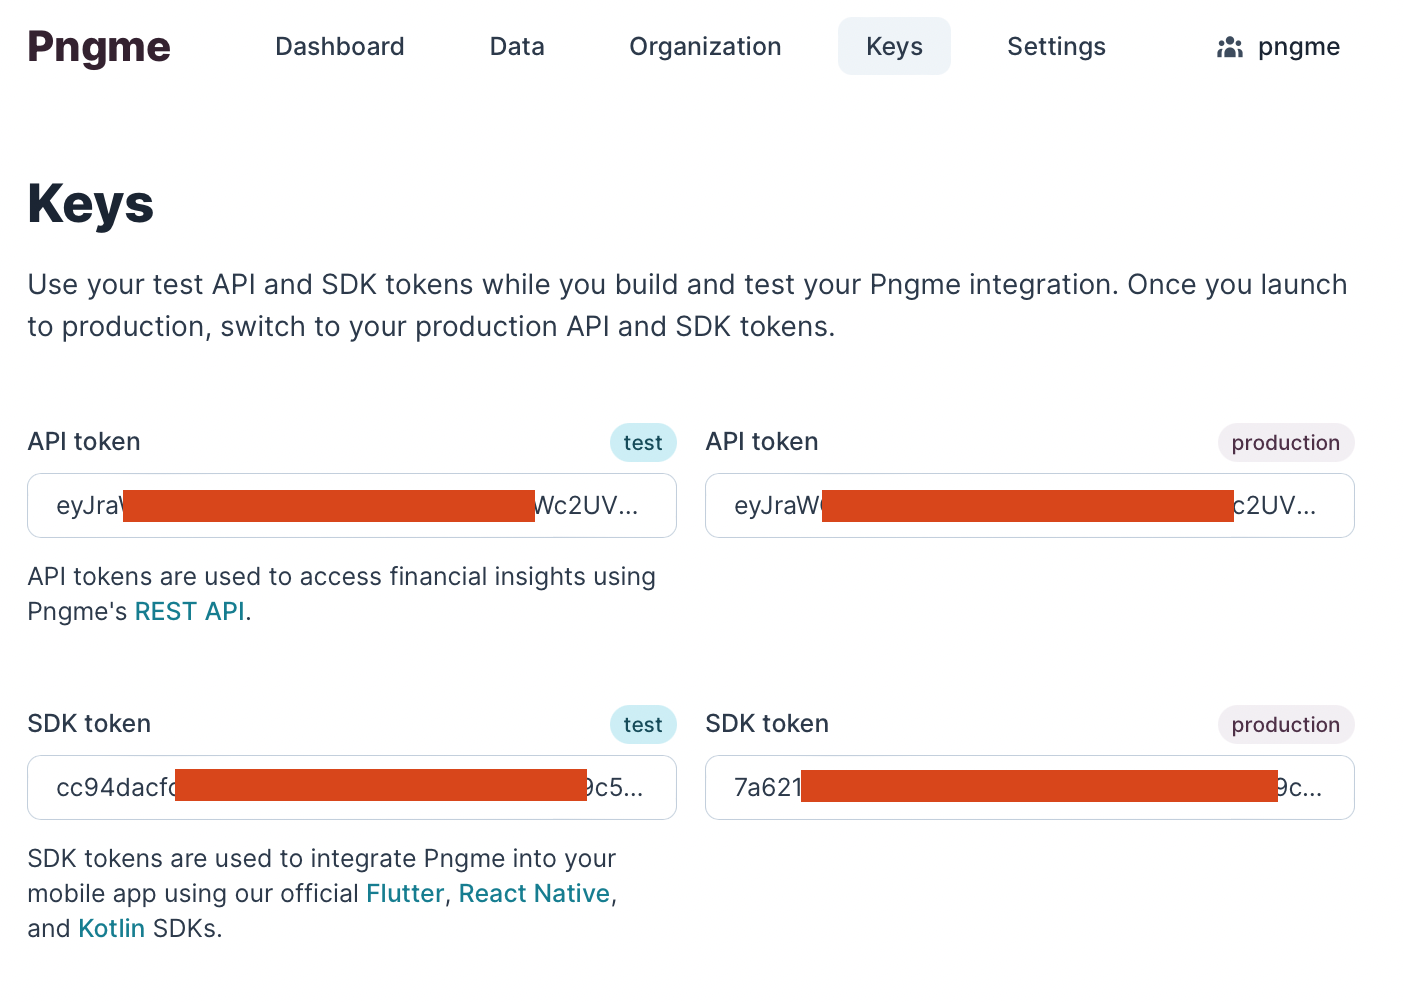 Pngme Dashboard Data Organization Keys Settings pngme
Keys
Use your test API and SDK tokens while you build and test your Pngme integration. Once you launch
to production, switch to your production API and SDK tokens.
API token test API token production
eyJra Wc2UV... eyJraW c2UV...
API tokens are used to access financial insights using
Pngme's REST API.
SDK token test SDK token production
cc94dacf 9c5... 7a621 9c...
SDK tokens are used to integrate Pngme into your
mobile app using our official Flutter, React Native,
and Kotlin SDKs.